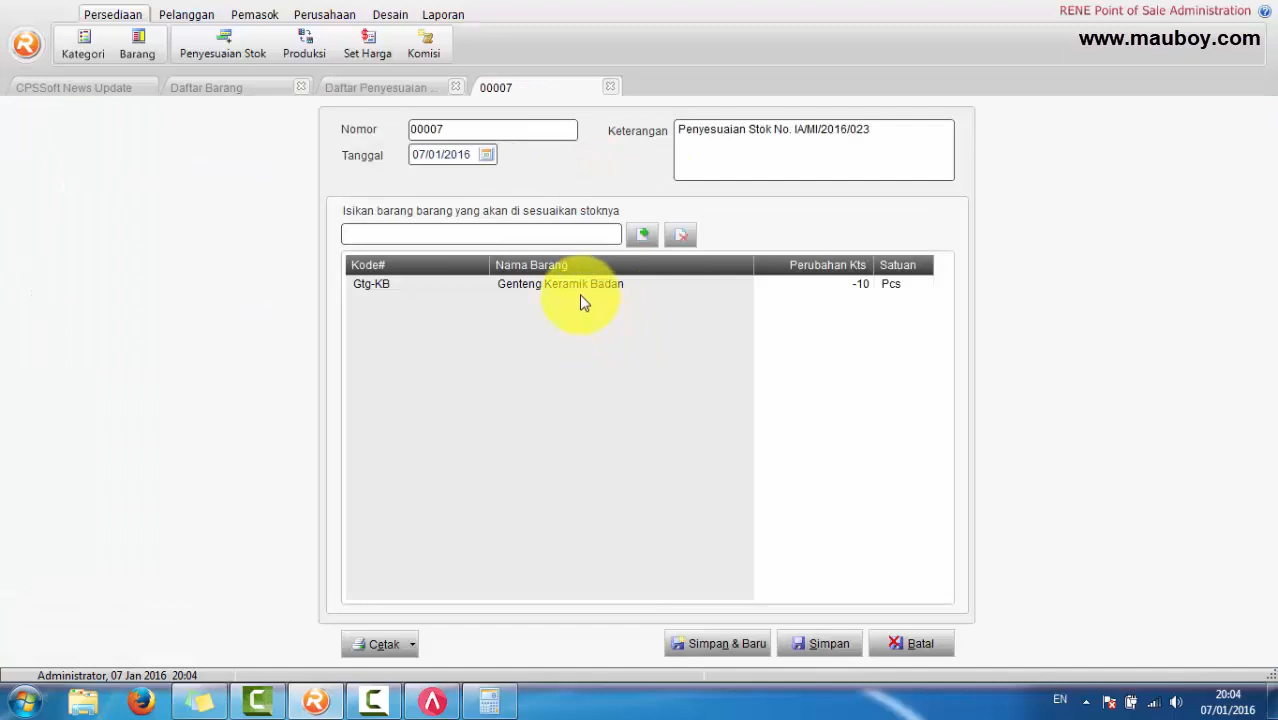 Persediaan Pelanggan Pemasok Perusahaan Desain Laporan
RENE Point of Sale Administration
www.mauboy.com
Kategori Barang Penyesuaian Stok Produksi Set Harga Komisi
CPSSoft News Update Daftar Barang Daftar Penyesuaian ... 00007
Nomor 00007 Keterangan Penyesuaian Stok No. IA/MI/2016/023
Tanggal 07/01/2016
Isikan barang barang yang akan di sesuaikan stoknya
Kode# Nama Barang Perubahan Kts Satuan
Gtg-KB Genteng Keramik Badan -10 Pcs
Cetak Simpan & Baru Simpan Batal
Administrator, 07 Jan 2016 20:04
EN 20:04
07/01/2016